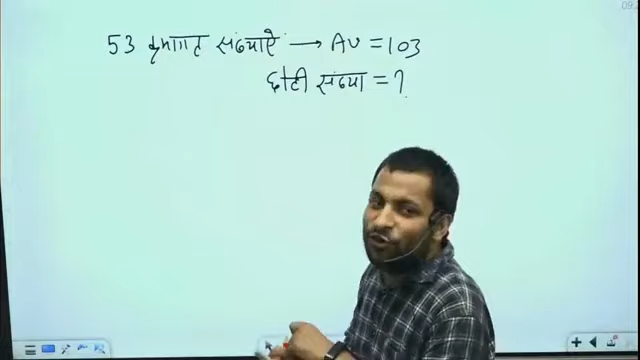 53 क्रमागत संख्याऐ → AV = 103
छोटी संख्या = ?